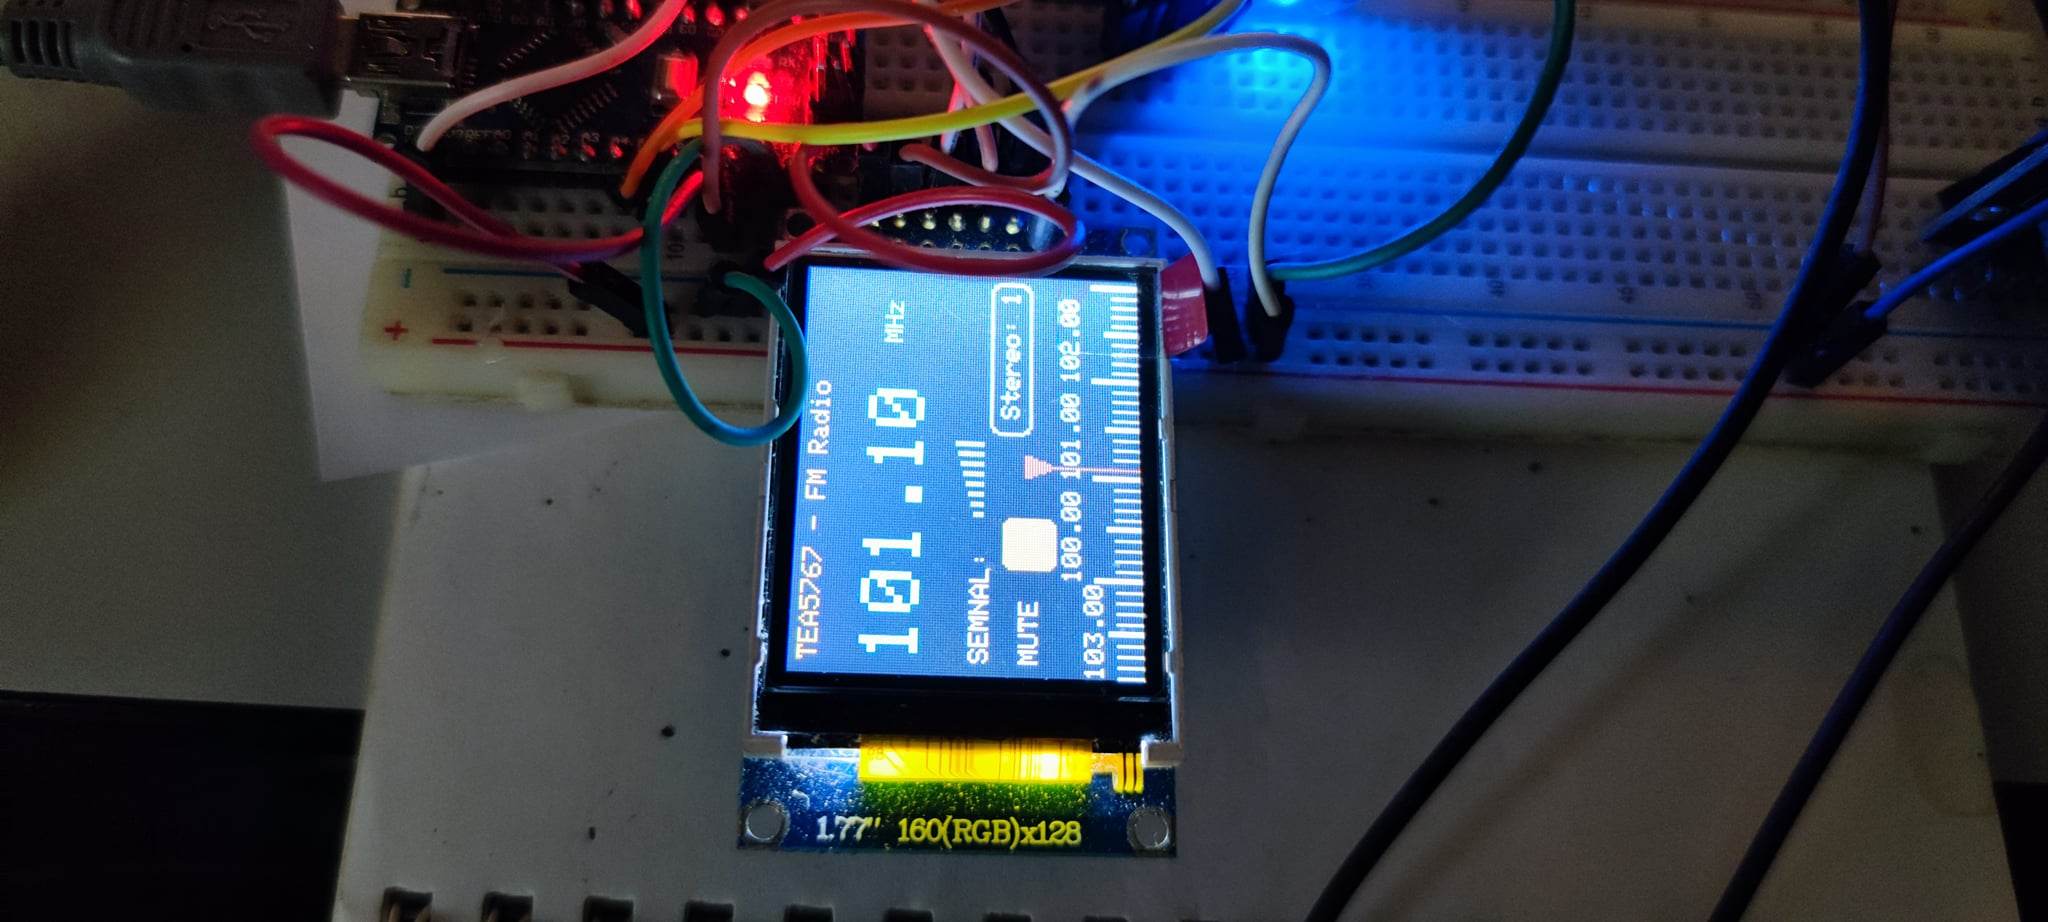 TEA5767 - FM Radio
101.10 MHz
SEMNAL:
MUTE
Stereo: 1
103.00
100.00 101.00 102.00
1.77" 160(RGB)x128